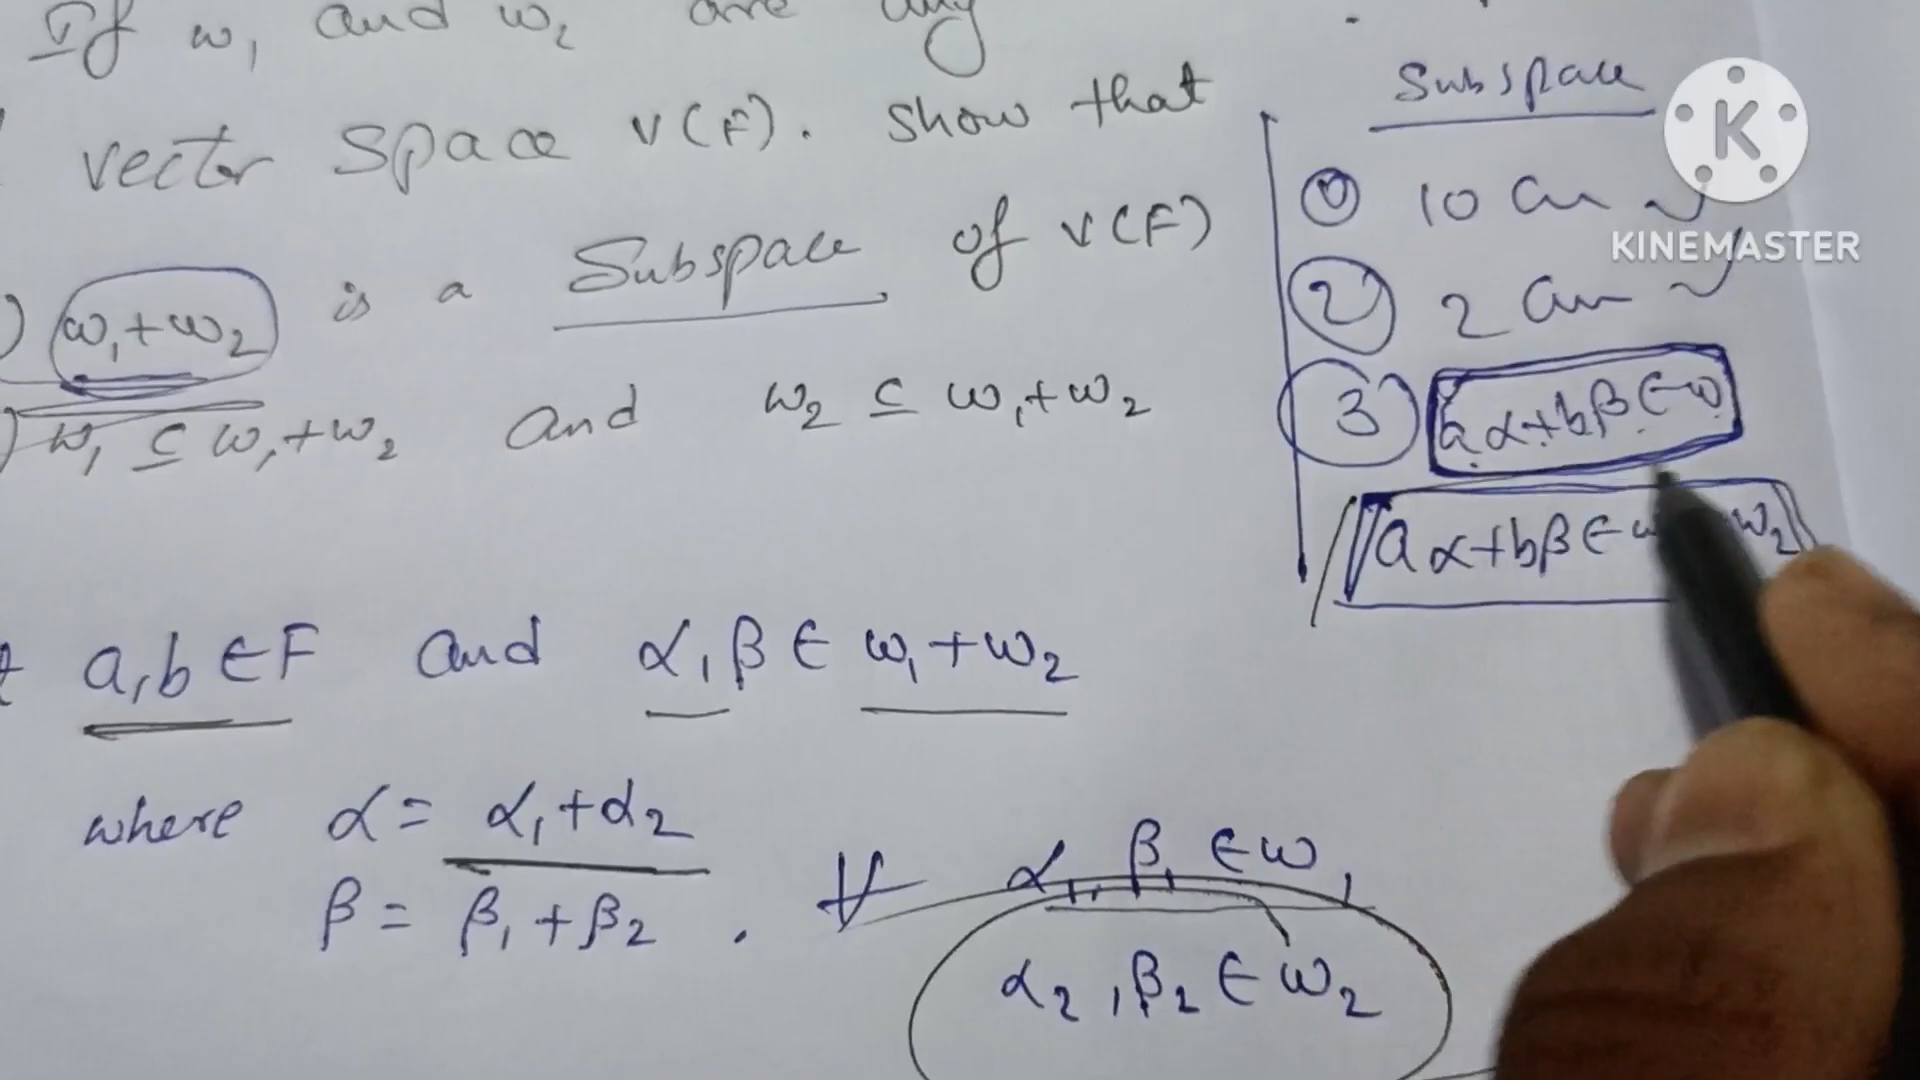 If w₁ and w₂ are any
vector space V(F). Show that
w₁+w₂ is a Subspace of V(F)
w₁ ⊆ w₁+w₂ and w₂ ⊆ w₁+w₂
a,b ∈ F and α,β ∈ w₁+w₂
where α = α₁+α₂
β = β₁+β₂ . ∀ α₁,β₁ ∈ w₁
α₂,β₂ ∈ w₂
Subspace
① 10
② 2
③ aα+bβ ∈ w
aα+bβ ∈ w₂
K
KINEMASTER